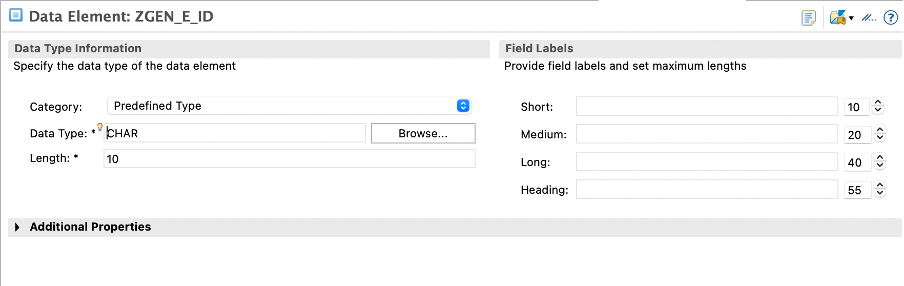 Data Element: ZGEN_E_ID
Data Type Information
Specify the data type of the data element
Category: Predefined Type
Data Type: * CHAR Browse...
Length: * 10
Field Labels
Provide field labels and set maximum lengths
Short: 10
Medium: 20
Long: 40
Heading: 55
Additional Properties